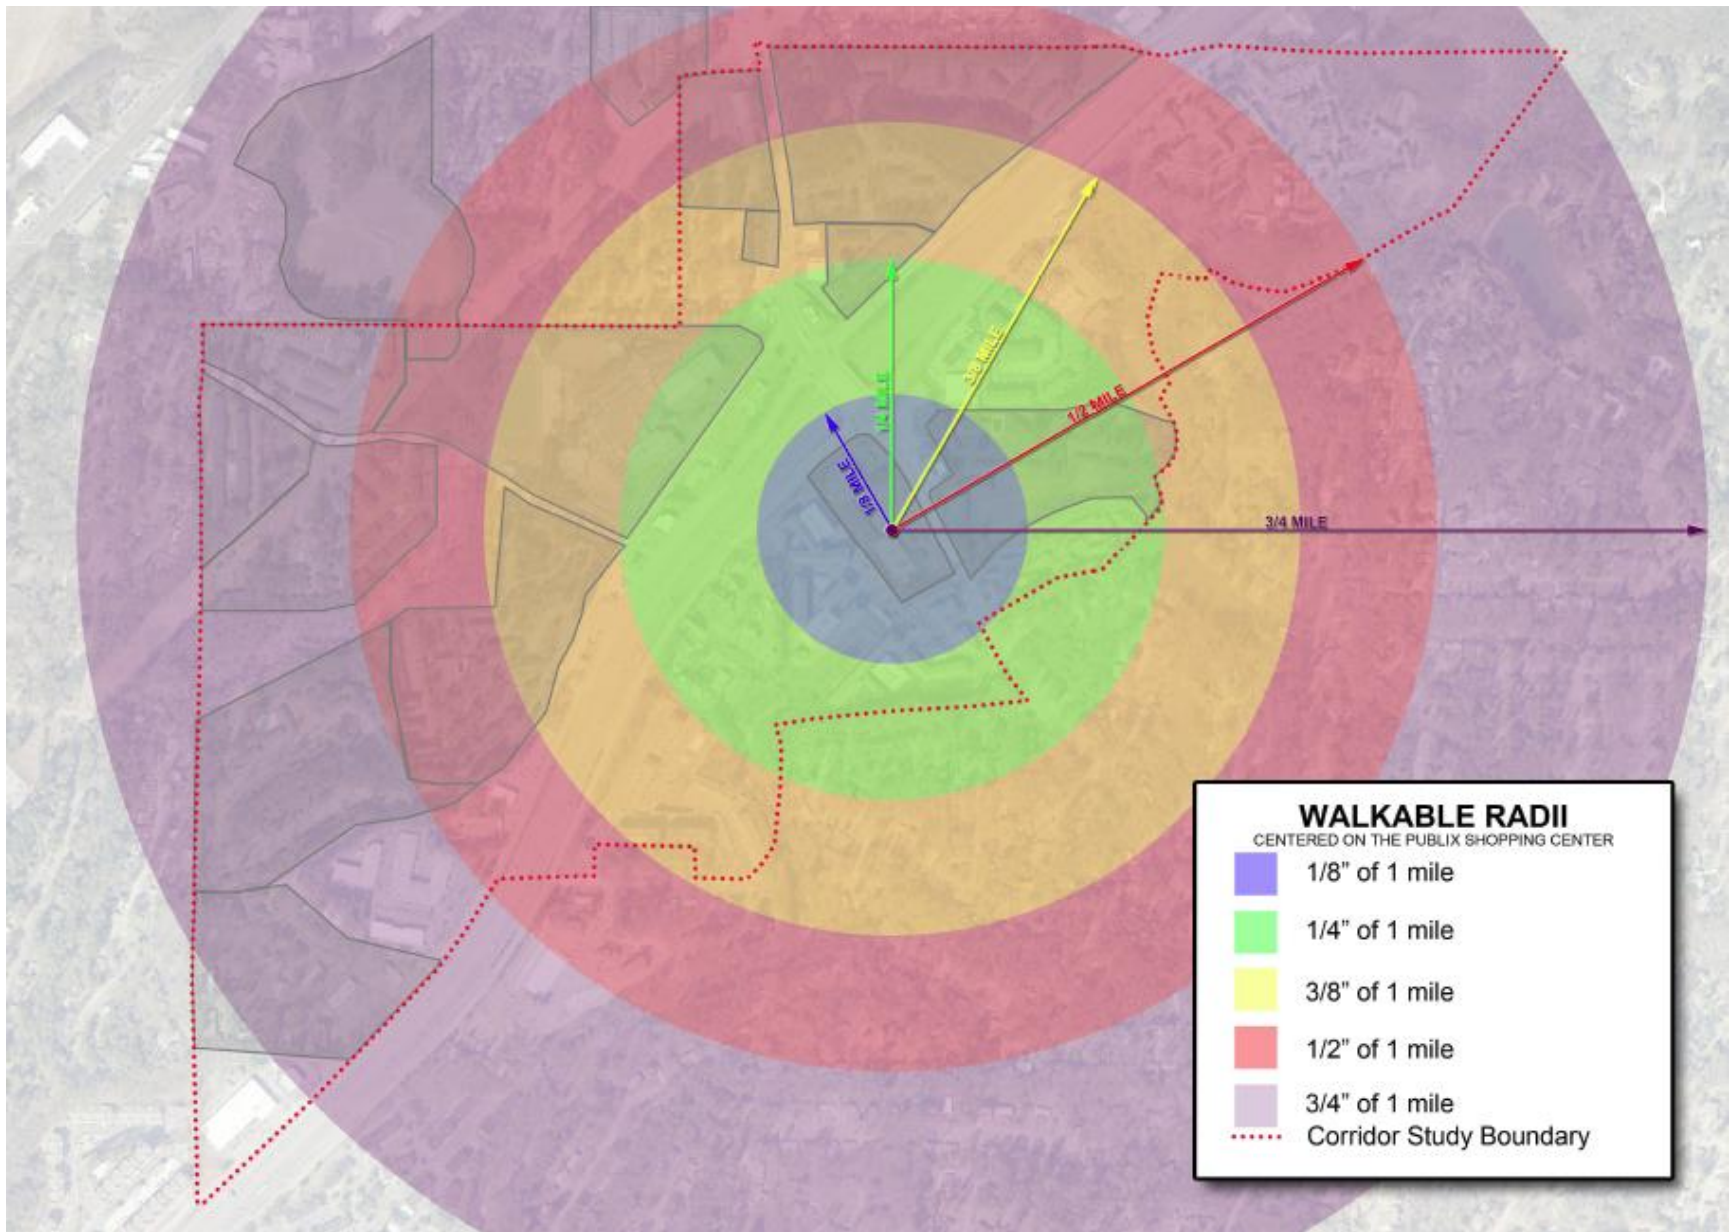 1/4 MILE
3/8 MILE
1/2 MILE
1/8 MILE
3/4 MILE
WALKABLE RADII
CENTERED ON THE PUBLIX SHOPPING CENTER
1/8" of 1 mile
1/4" of 1 mile
3/8" of 1 mile
1/2" of 1 mile
3/4" of 1 mile
Corridor Study Boundary